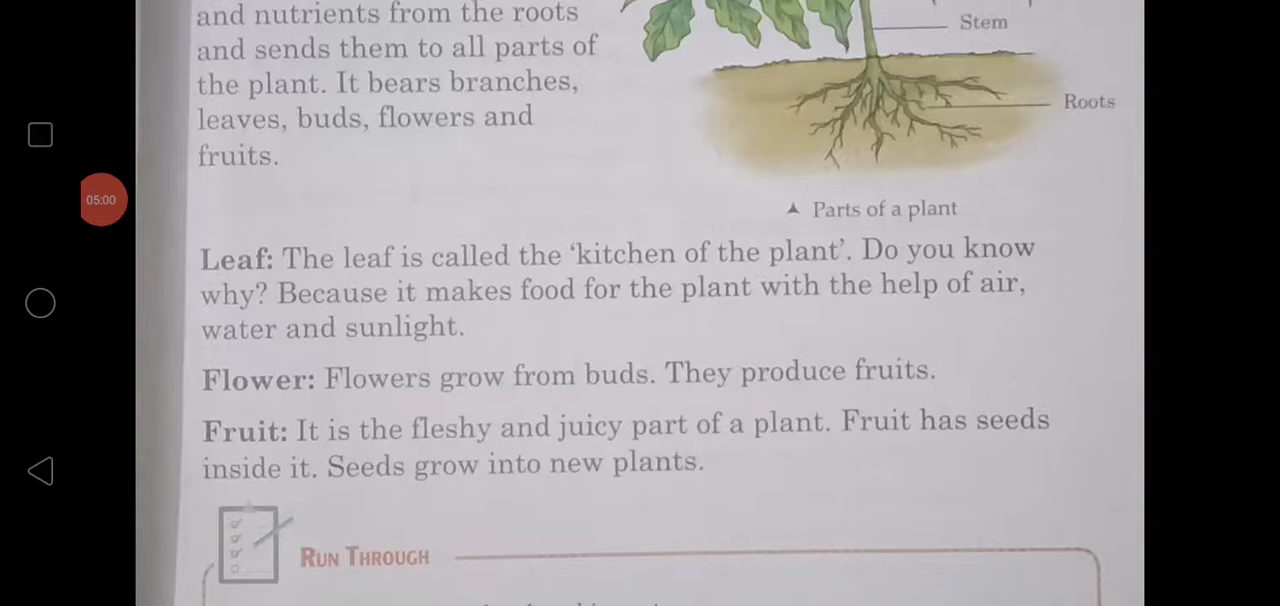 and nutrients from the roots
and sends them to all parts of
the plant. It bears branches,
leaves, buds, flowers and
fruits.
Stem
Roots
Parts of a plant
05:00
Leaf: The leaf is called the ‘kitchen of the plant’. Do you know
why? Because it makes food for the plant with the help of air,
water and sunlight.
Flower: Flowers grow from buds. They produce fruits.
Fruit: It is the fleshy and juicy part of a plant. Fruit has seeds
inside it. Seeds grow into new plants.
RUN THROUGH